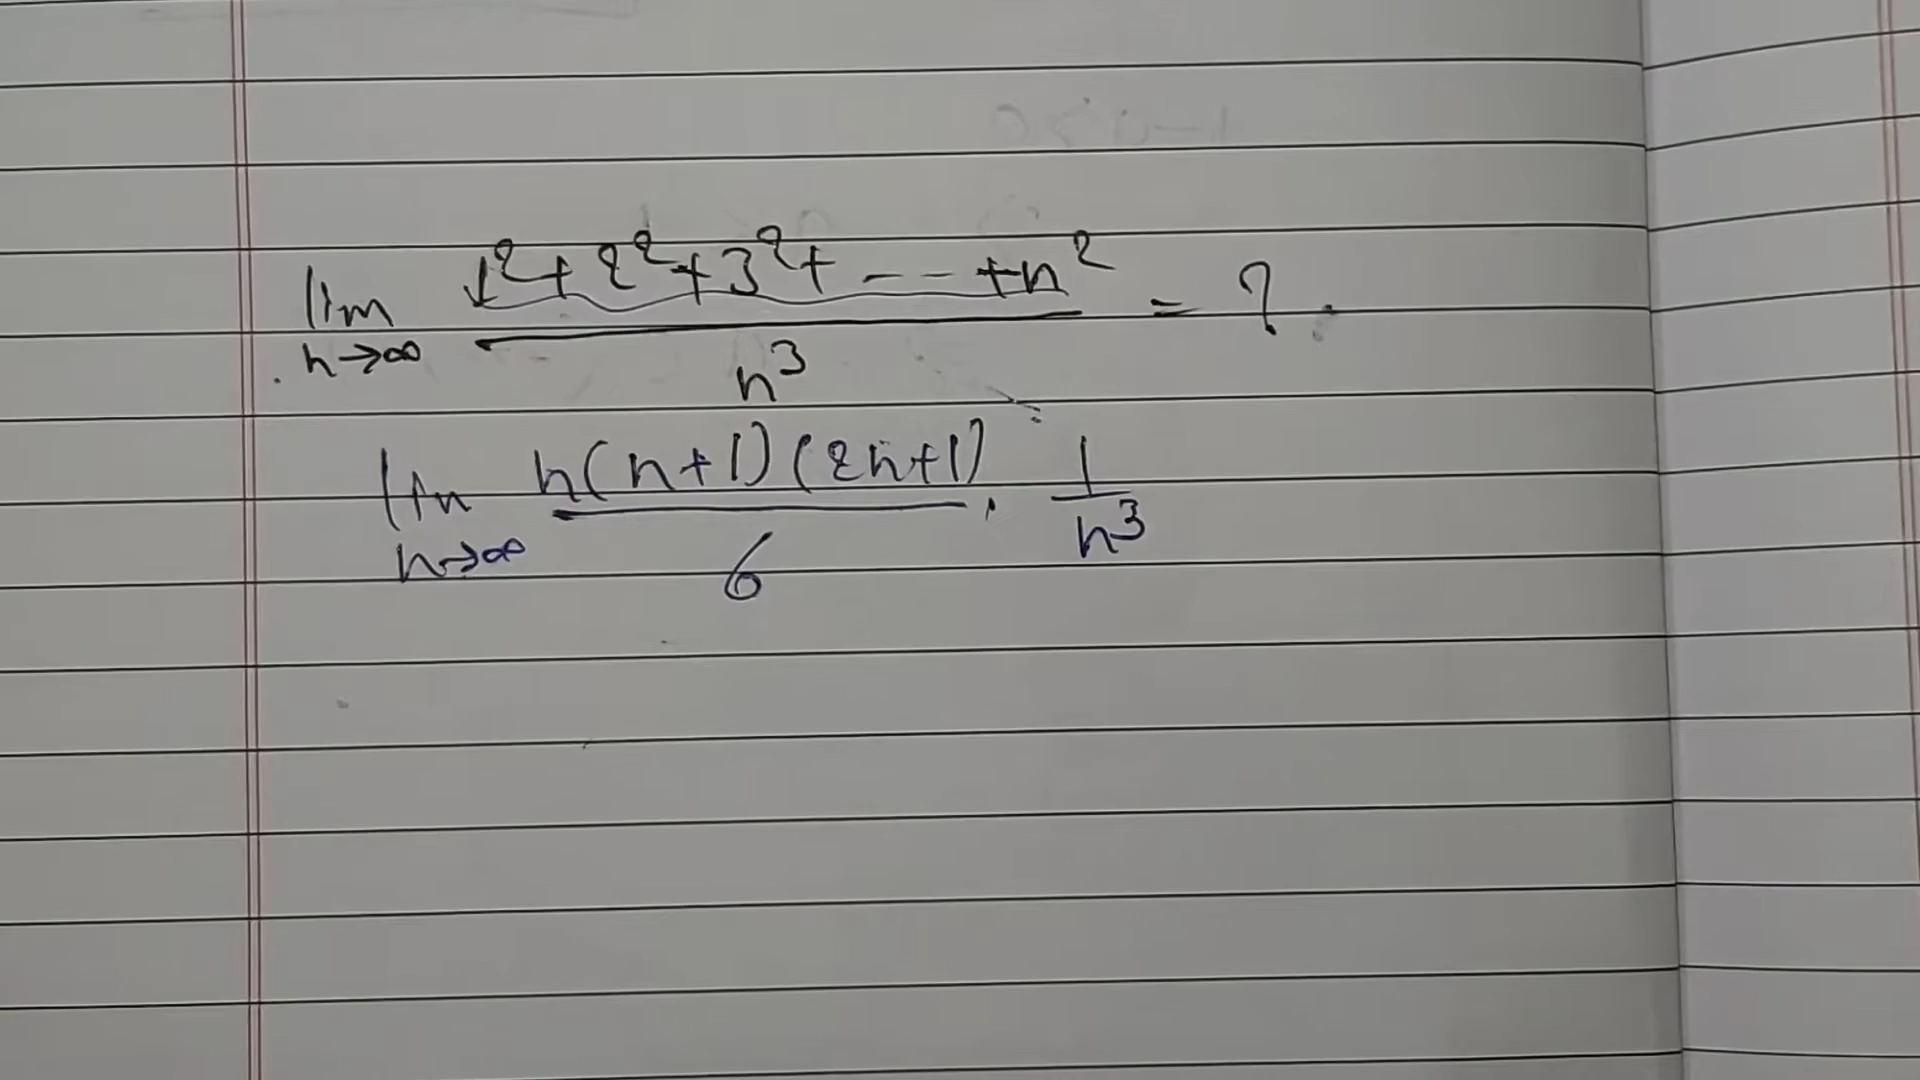 lim n→∞ (1² + 2² + 3² + --- + n²) / n³ = ?
lim n→∞ n(n+1)(2n+1) / 6 . 1 / n³